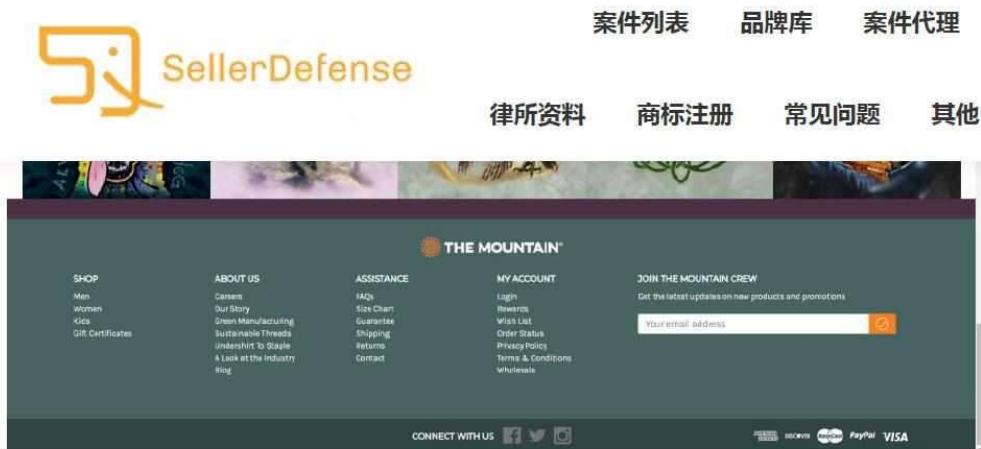 案件列表 品牌库 案件代理
SellerDefense
律所资料 商标注册 常见问题 其他
THE MOUNTAIN
SHOP
Men
Women
Kids
Gift Certificates
ABOUT US
Careers
Our Story
Green Manufacturing
Sustainable Threads
Undershirt To Staple
A Look at the Industry
Blog
ASSISTANCE
FAQs
Size Chart
Guarantee
Shipping
Returns
Contact
MY ACCOUNT
Login
Rewards
Wish List
Order Status
Privacy Policy
Terms & Conditions
Wholesale
JOIN THE MOUNTAIN CREW
Get the latest updates on new products and promotions
Your email address
CONNECT WITH US
DISCOVER MasterCard PayPal VISA